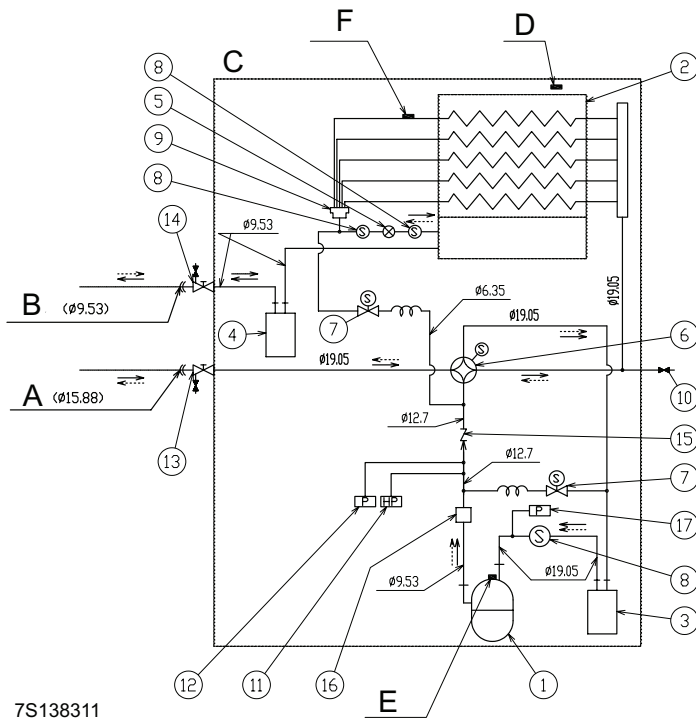 F
D
C
8
2
5
9
8
14
Ø9.53
B (Ø9.53)
7
Ø6.35
Ø19.05
Ø19.05
4
6
Ø19.05
A (Ø15.88)
10
Ø12.7
15
13
Ø12.7
7
P
HP
P
17
8
Ø9.53
Ø19.05
3
12
11
16
E
1
S
S
S
S
S
S
7S138311